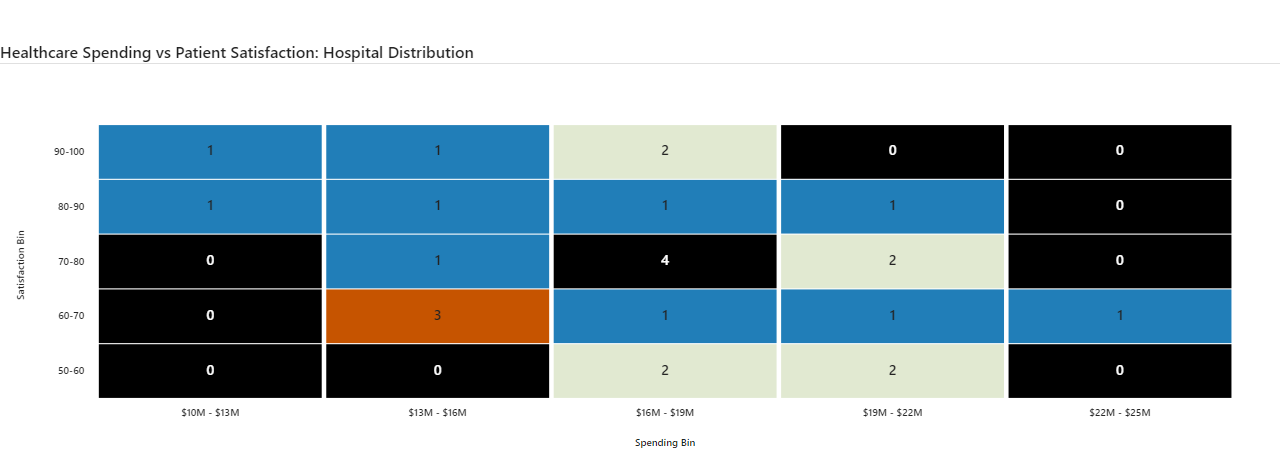 Healthcare Spending vs Patient Satisfaction: Hospital Distribution
90-100 1 1 2 0 0
80-90 1 1 1 1 0
70-80 0 1 4 2 0
60-70 0 3 1 1 1
50-60 0 0 2 2 0
Satisfaction Bin
$10M - $13M $13M - $16M $16M - $19M $19M - $22M $22M - $25M
Spending Bin